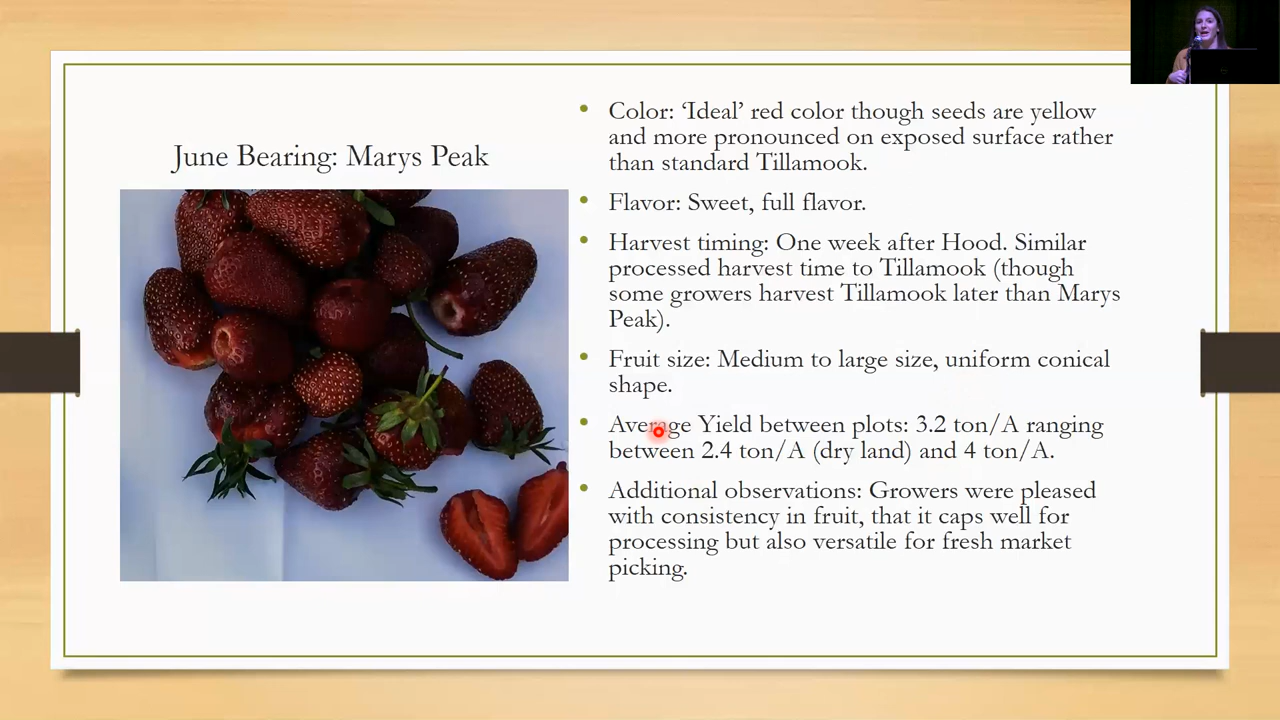 June Bearing: Marys Peak
• Color: ‘Ideal’ red color though seeds are yellow
and more pronounced on exposed surface rather
than standard Tillamook.
• Flavor: Sweet, full flavor.
• Harvest timing: One week after Hood. Similar
processed harvest time to Tillamook (though
some growers harvest Tillamook later than Marys
Peak).
• Fruit size: Medium to large size, uniform conical
shape.
• Average Yield between plots: 3.2 ton/A ranging
between 2.4 ton/A (dry land) and 4 ton/A.
• Additional observations: Growers were pleased
with consistency in fruit, that it caps well for
processing but also versatile for fresh market
picking.